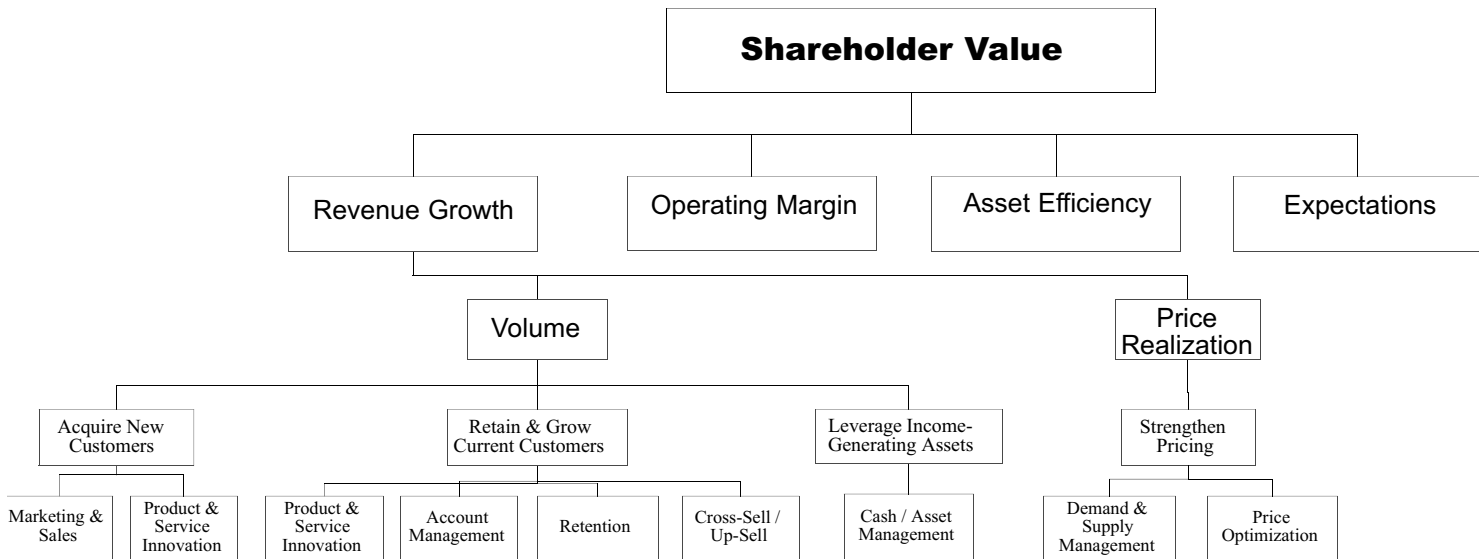 Shareholder Value
Revenue Growth
Operating Margin
Asset Efficiency
Expectations
Volume
Price
Realization
Acquire New
Customers
Retain & Grow
Current Customers
Leverage Income-
Generating Assets
Strengthen
Pricing
Marketing &
Sales
Product &
Service
Innovation
Product &
Service
Innovation
Account
Management
Retention
Cross-Sell /
Up-Sell
Cash / Asset
Management
Demand &
Supply
Management
Price
Optimization